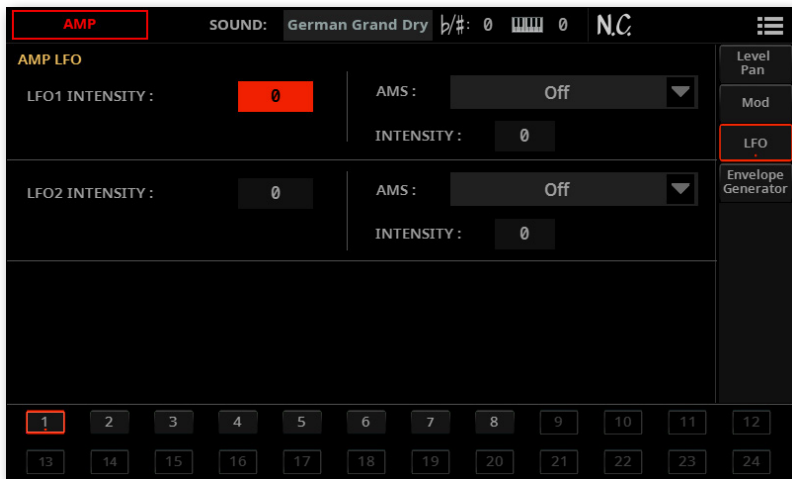 AMP SOUND: German Grand Dry ♭/♯: 0 0 N.C.
AMP LFO
LFO1 INTENSITY : 0 AMS : Off
INTENSITY : 0
LFO2 INTENSITY : 0 AMS : Off
INTENSITY : 0
Level
Pan
Mod
LFO
Envelope
Generator
1 2 3 4 5 6 7 8 9 10 11 12
13 14 15 16 17 18 19 20 21 22 23 24